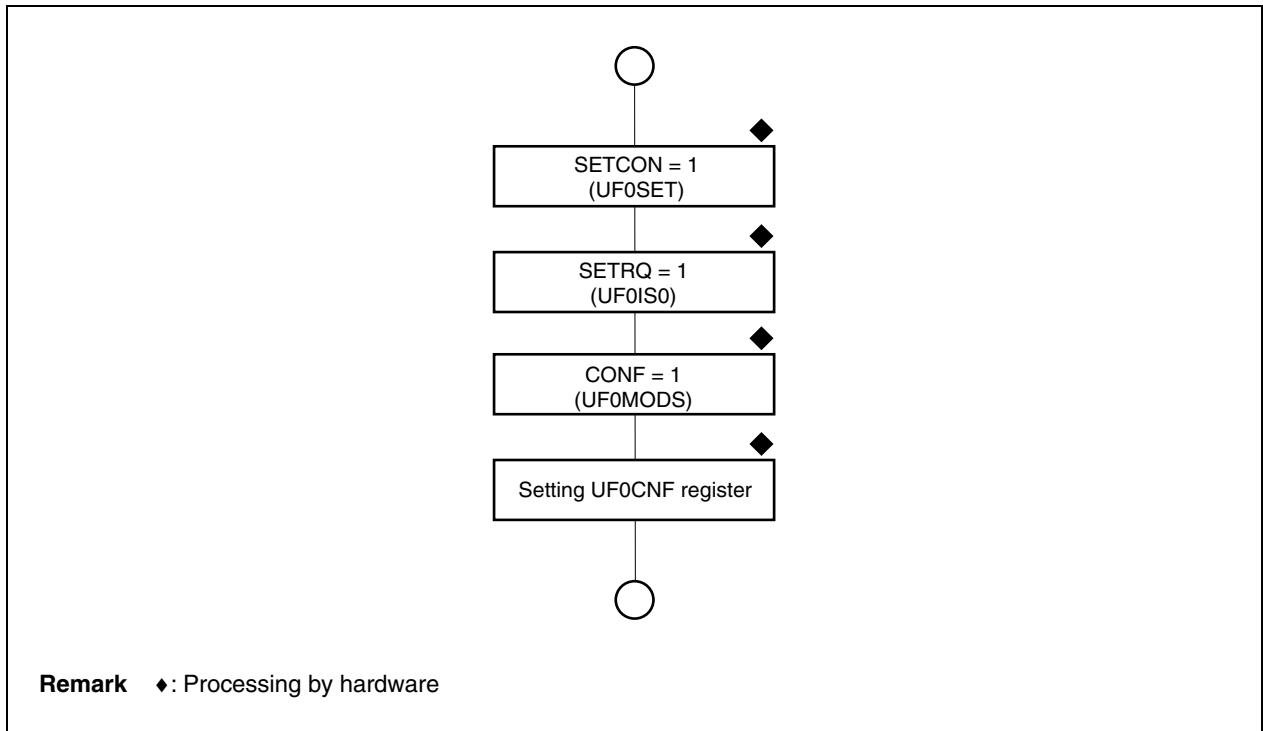 SETCON = 1
(UF0SET)
SETRQ = 1
(UF0IS0)
CONF = 1
(UF0MODS)
Setting UF0CNF register
Remark ♦: Processing by hardware